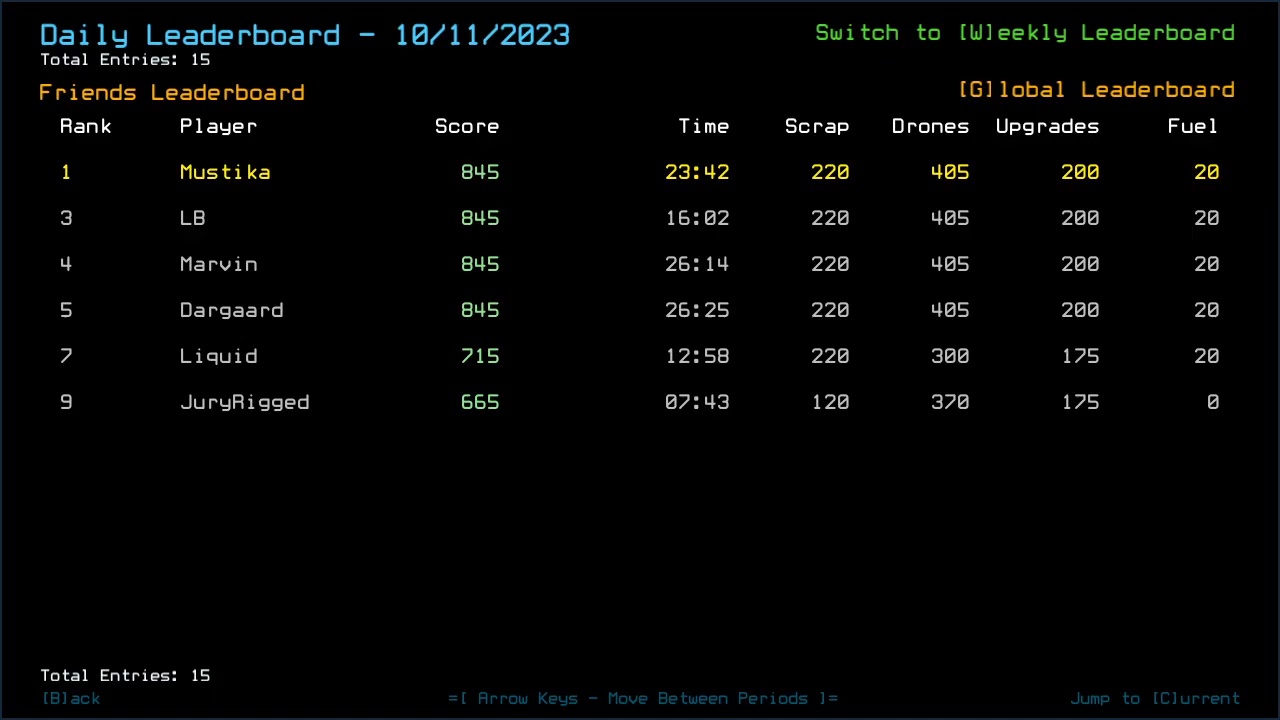 Daily Leaderboard - 10/11/2023 Switch to [W]eekly Leaderboard
Total Entries: 15
Friends Leaderboard [G]lobal Leaderboard
Rank Player Score Time Scrap Drones Upgrades Fuel
1 Mustika 845 23:42 220 405 200 20
3 LB 845 16:02 220 405 200 20
4 Marvin 845 26:14 220 405 200 20
5 Dargaard 845 26:25 220 405 200 20
7 Liquid 715 12:58 220 300 175 20
9 JuryRigged 665 07:43 120 370 175 0
Total Entries: 15
[B]ack =[ Arrow Keys - Move Between Periods ]= Jump to [C]urrent